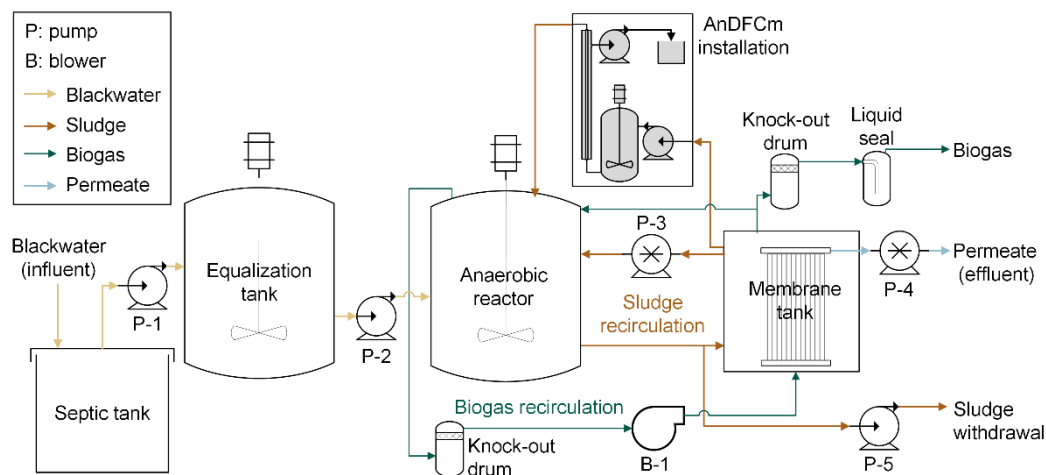 P: pump
B: blower
Blackwater
Sludge
Biogas
Permeate
AnDFCm
installation
Knock-out
drum
Liquid
seal
Biogas
Blackwater
(influent)
P-1
Equalization
tank
P-2
Anaerobic
reactor
P-3
Sludge
recirculation
Membrane
tank
P-4
Permeate
(effluent)
Septic tank
Biogas recirculation
Knock-out
drum
B-1
P-5
Sludge
withdrawal